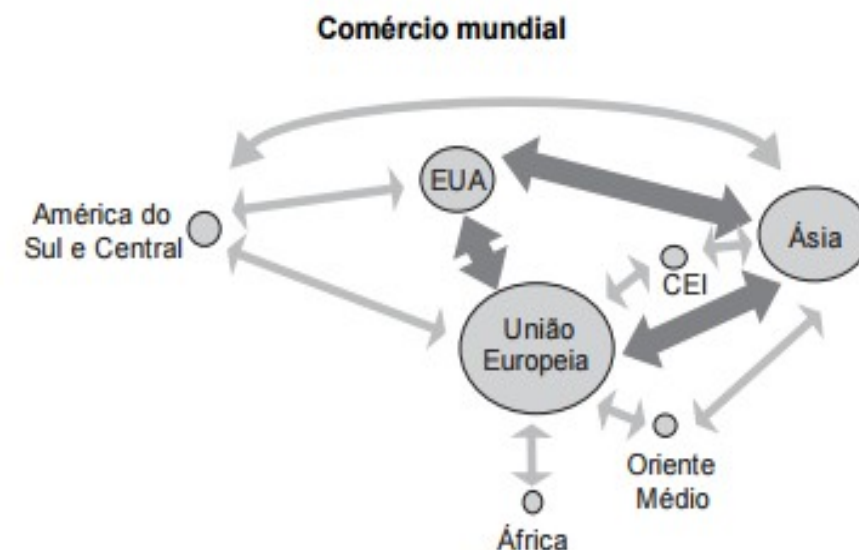 Comércio mundial
EUA
América do
Sul e Central
Ásia
CEI
União
Europeia
Oriente
Médio
África